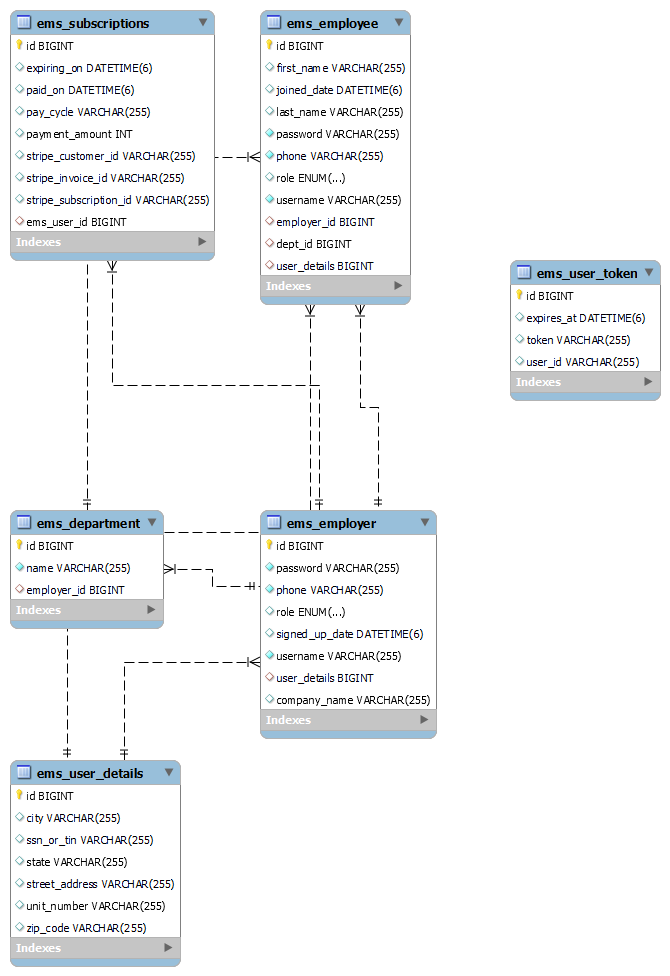 ems_subscriptions
id BIGINT
expiring_on DATETIME(6)
paid_on DATETIME(6)
pay_cycle VARCHAR(255)
payment_amount INT
stripe_customer_id VARCHAR(255)
stripe_invoice_id VARCHAR(255)
stripe_subscription_id VARCHAR(255)
ems_user_id BIGINT
Indexes
ems_employee
id BIGINT
first_name VARCHAR(255)
joined_date DATETIME(6)
last_name VARCHAR(255)
password VARCHAR(255)
phone VARCHAR(255)
role ENUM(...)
username VARCHAR(255)
employer_id BIGINT
dept_id BIGINT
user_details BIGINT
Indexes
ems_user_token
id BIGINT
expires_at DATETIME(6)
token VARCHAR(255)
user_id VARCHAR(255)
Indexes
ems_department
id BIGINT
name VARCHAR(255)
employer_id BIGINT
Indexes
ems_employer
id BIGINT
password VARCHAR(255)
phone VARCHAR(255)
role ENUM(...)
signed_up_date DATETIME(6)
username VARCHAR(255)
user_details BIGINT
company_name VARCHAR(255)
Indexes
ems_user_details
id BIGINT
city VARCHAR(255)
ssn_or_tin VARCHAR(255)
state VARCHAR(255)
street_address VARCHAR(255)
unit_number VARCHAR(255)
zip_code VARCHAR(255)
Indexes